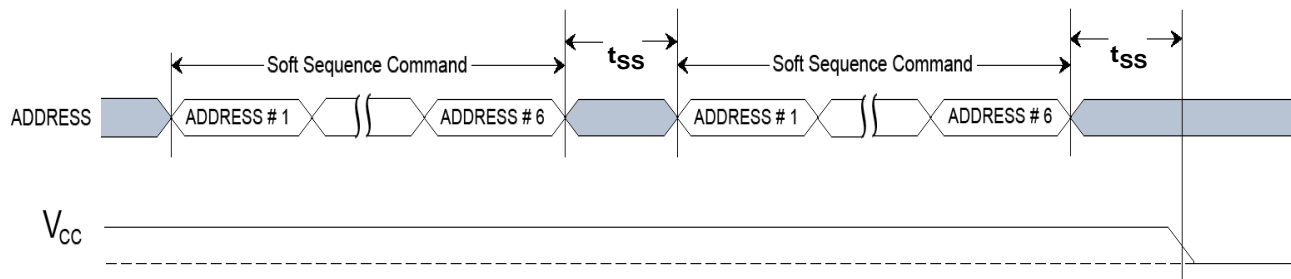 Soft Sequence Command
tSS
Soft Sequence Command
tSS
ADDRESS
ADDRESS # 1
ADDRESS # 6
ADDRESS # 1
ADDRESS # 6
VCC